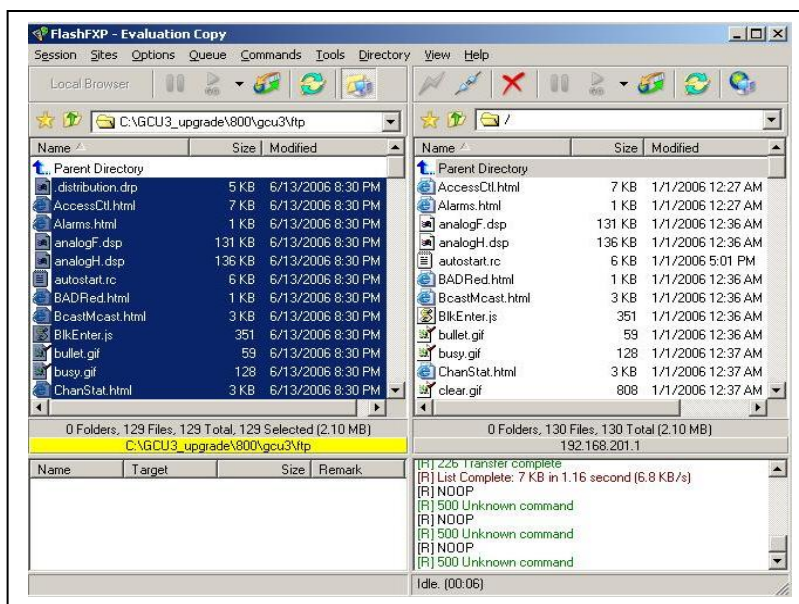 FlashFXP - Evaluation Copy
Session Sites Options Queue Commands Tools Directory View Help
Local Browser
C:\GCU3_upgrade\800\gcu3\ftp
Name Size Modified
Parent Directory
.distribution.drp 5 KB 6/13/2006 8:30 PM
AccessCtl.html 7 KB 6/13/2006 8:30 PM
Alarms.html 1 KB 6/13/2006 8:30 PM
analogF.dsp 131 KB 6/13/2006 8:30 PM
analogH.dsp 136 KB 6/13/2006 8:30 PM
autostart.rc 6 KB 6/13/2006 8:30 PM
BADRed.html 1 KB 6/13/2006 8:30 PM
BcastMcast.html 3 KB 6/13/2006 8:30 PM
BlkEnter.js 351 6/13/2006 8:30 PM
bullet.gif 59 6/13/2006 8:30 PM
busy.gif 128 6/13/2006 8:30 PM
ChanStat.html 3 KB 6/13/2006 8:30 PM
0 Folders, 129 Files, 129 Total, 129 Selected (2.10 MB)
C:\GCU3_upgrade\800\gcu3\ftp
Name Target Size Remark
/
Name Size Modified
Parent Directory
AccessCtl.html 7 KB 1/1/2006 12:27 AM
Alarms.html 1 KB 1/1/2006 12:27 AM
analogF.dsp 131 KB 1/1/2006 12:36 AM
analogH.dsp 136 KB 1/1/2006 12:36 AM
autostart.rc 6 KB 1/1/2006 5:01 PM
BADRed.html 1 KB 1/1/2006 12:36 AM
BcastMcast.html 3 KB 1/1/2006 12:36 AM
BlkEnter.js 351 1/1/2006 12:36 AM
bullet.gif 59 1/1/2006 12:36 AM
busy.gif 128 1/1/2006 12:37 AM
ChanStat.html 3 KB 1/1/2006 12:37 AM
clear.gif 808 1/1/2006 12:37 AM
0 Folders, 130 Files, 130 Total (2.10 MB)
192.168.201.1
[R] 226 Transfer complete
[R] List Complete: 7 KB in 1.16 second (6.8 KB/s)
[R] NOOP
[R] 500 Unknown command
[R] NOOP
[R] 500 Unknown command
[R] NOOP
[R] 500 Unknown command
Idle. (00:06)